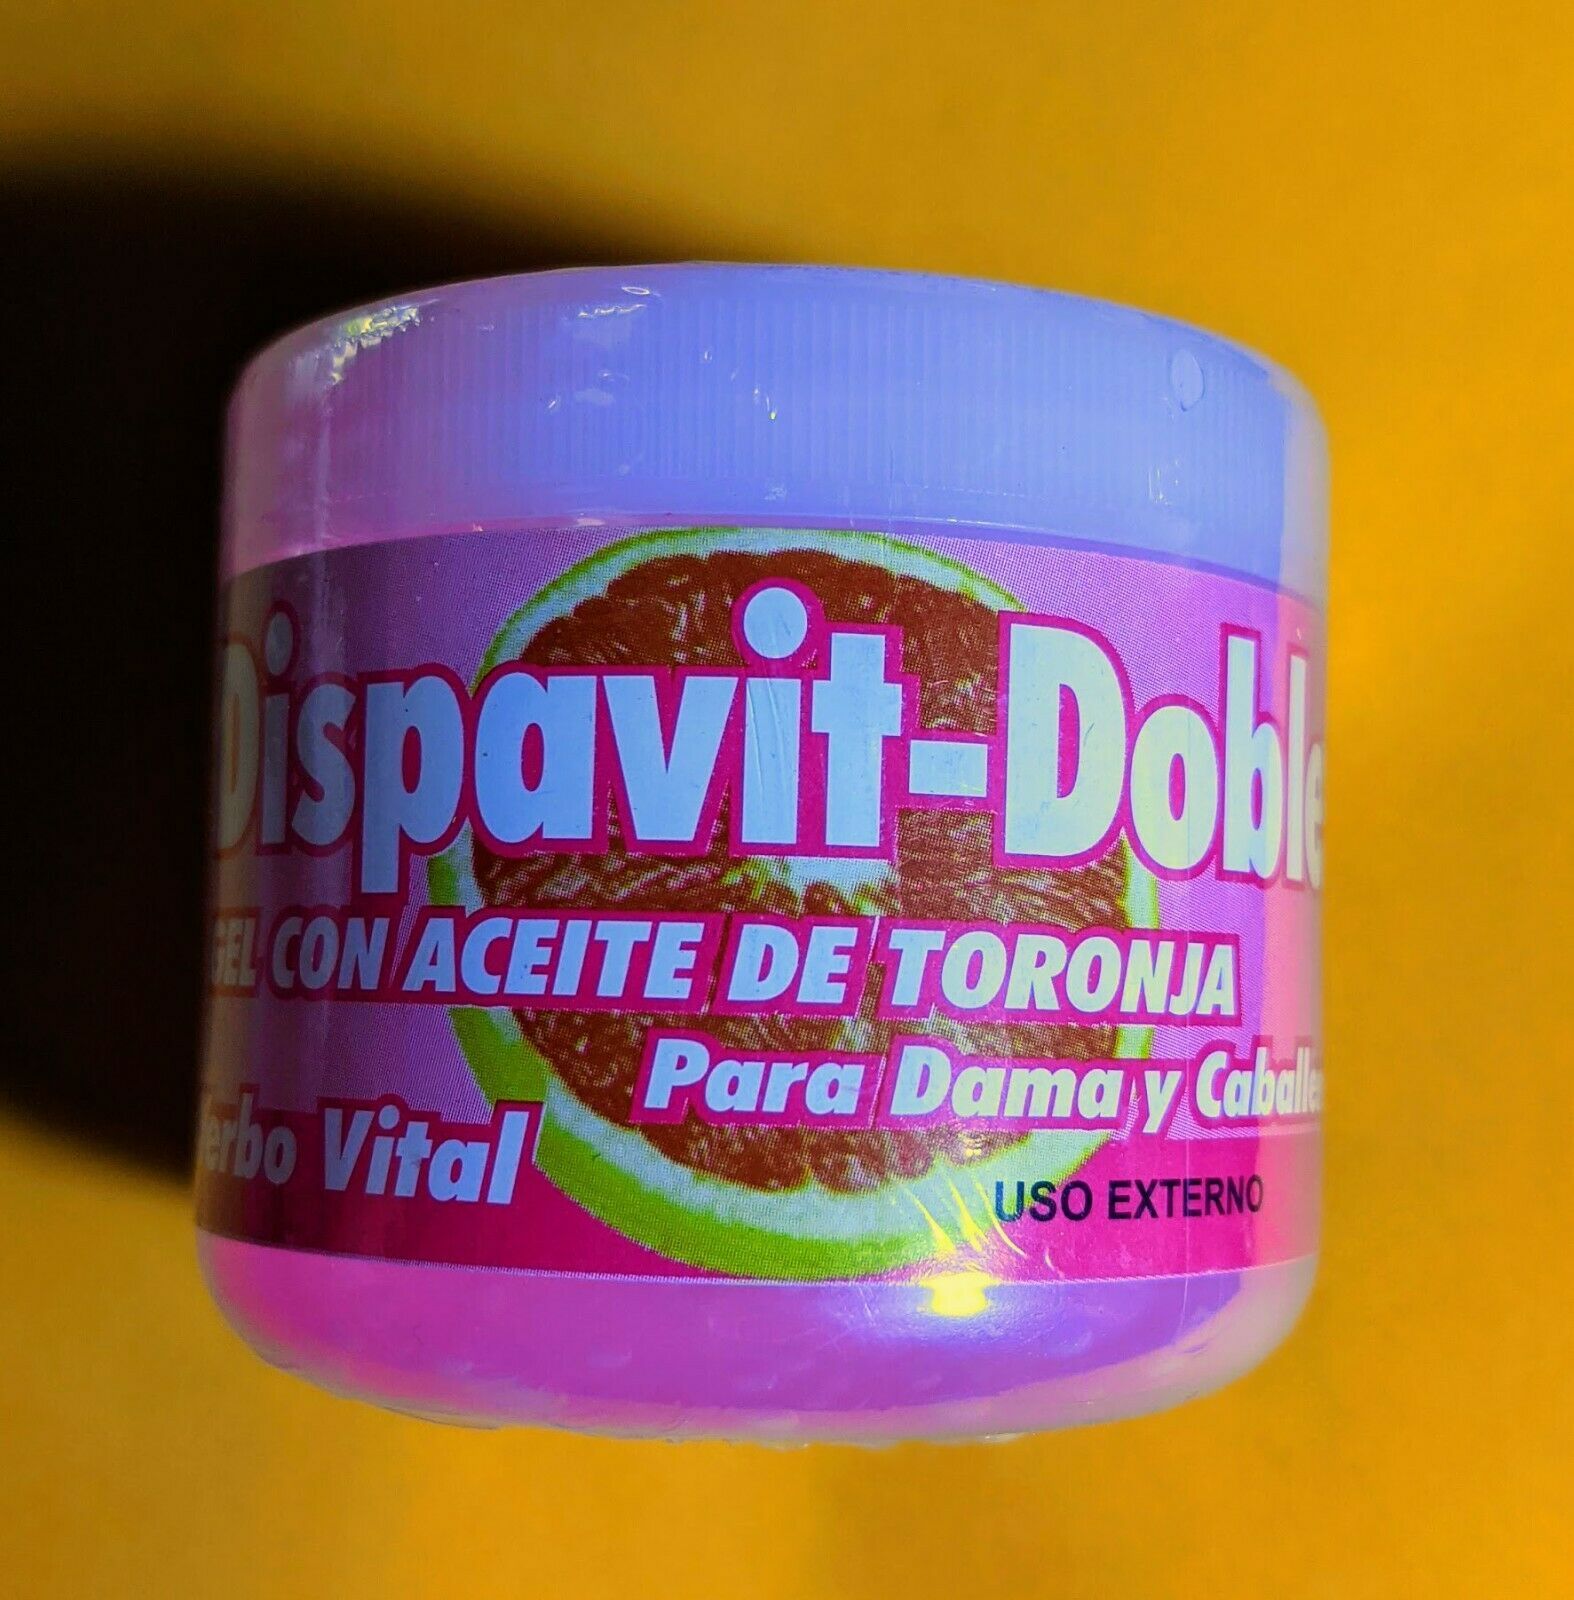 Dispavit-Doble
GEL CON ACEITE DE TORONJA
Para Dama y
Vital
USO EXTERNO